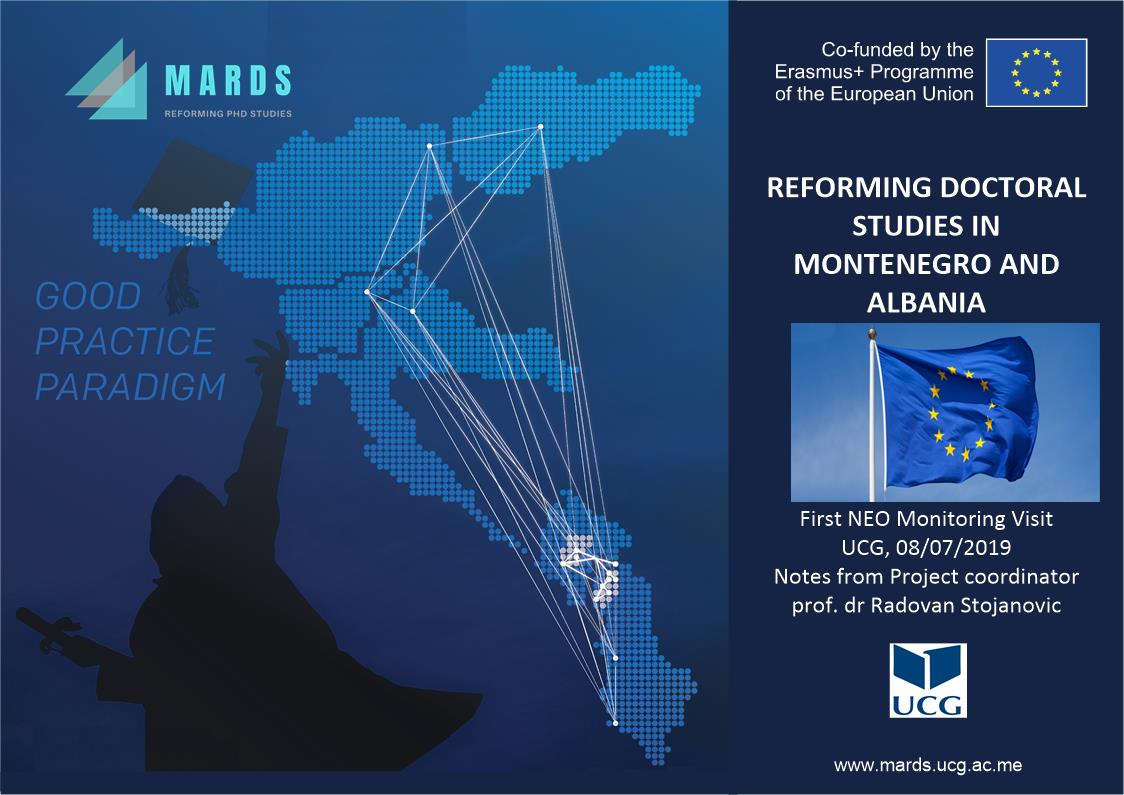 MARDS
REFORMING PHD STUDIES
GOOD
PRACTICE
PARADIGM
Co-funded by the
Erasmus+ Programme
of the European Union
REFORMING DOCTORAL
STUDIES IN
MONTENEGRO AND
ALBANIA
First NEO Monitoring Visit
UCG, 08/07/2019
Notes from Project coordinator
prof. dr Radovan Stojanovic
UCG
www.mards.ucg.ac.me